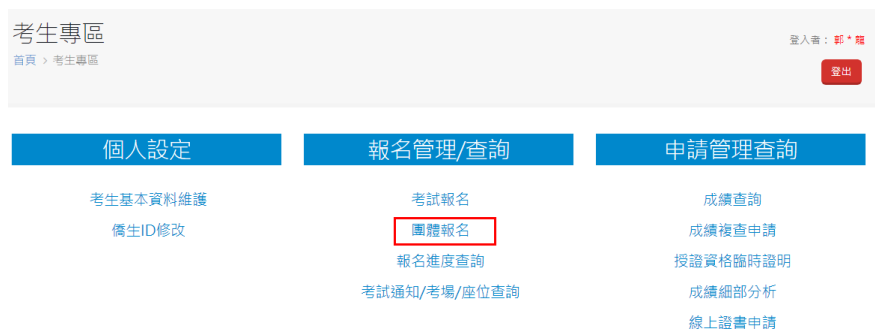 考生專區
登入者：郭*龍
首頁 > 考生專區
登出
個人設定
考生基本資料維護
僑生ID修改
報名管理/查詢
考試報名
團體報名
報名進度查詢
考試通知/考場/座位查詢
申請管理查詢
成績查詢
成績複查申請
授證資格臨時證明
成績細部分析
線上證書申請